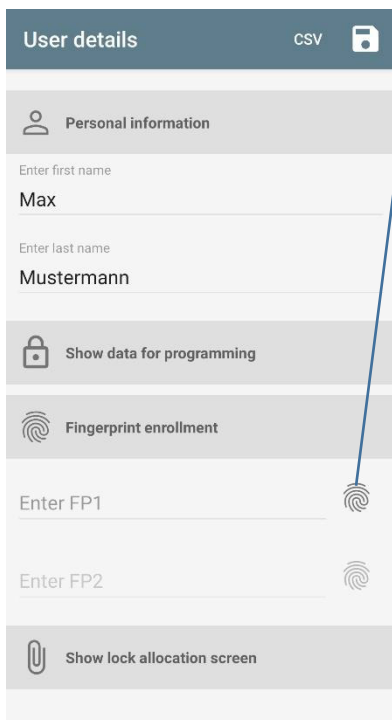 User details CSV
Personal information
Enter first name
Max
Enter last name
Mustermann
Show data for programming
Fingerprint enrollment
Enter FP1
Enter FP2
Show lock allocation screen